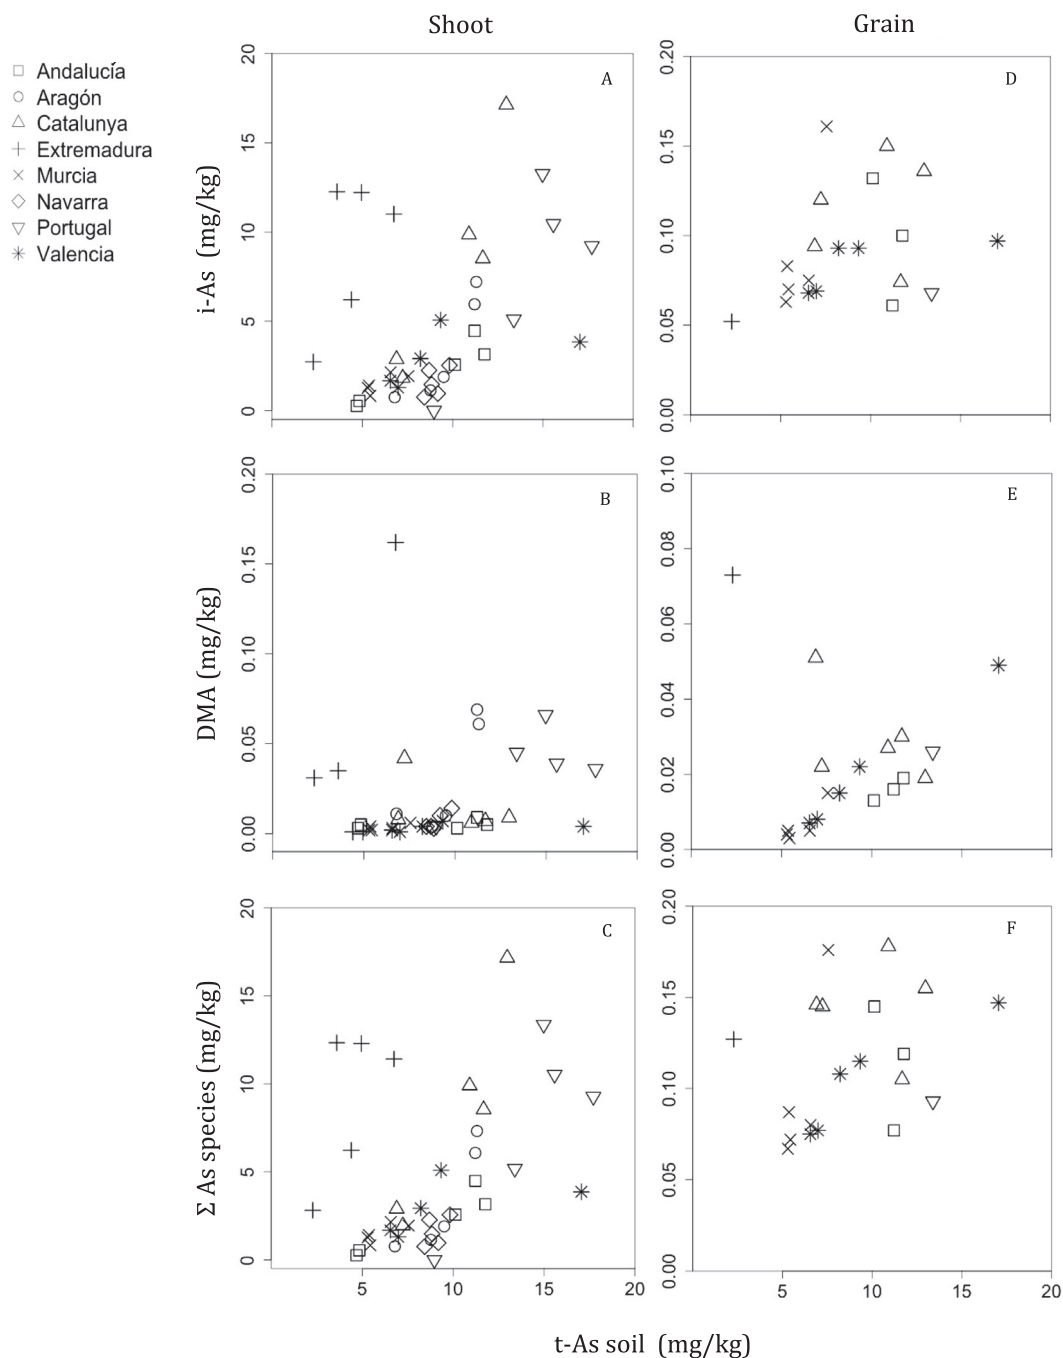 Shoot
Grain
Andalucía
Aragón
Catalunya
Extremadura
Murcia
Navarra
Portugal
Valencia
i-As (mg/kg)
20
15
10
5
0
A
0.20
0.15
0.10
0.05
0.00
D
DMA (mg/kg)
0.20
0.15
0.10
0.05
0.00
B
0.10
0.08
0.06
0.04
0.02
0.00
E
Σ As species (mg/kg)
20
15
10
5
0
C
0.20
0.15
0.10
0.05
0.00
F
5 10 15 20
5 10 15 20
t-As soil (mg/kg)